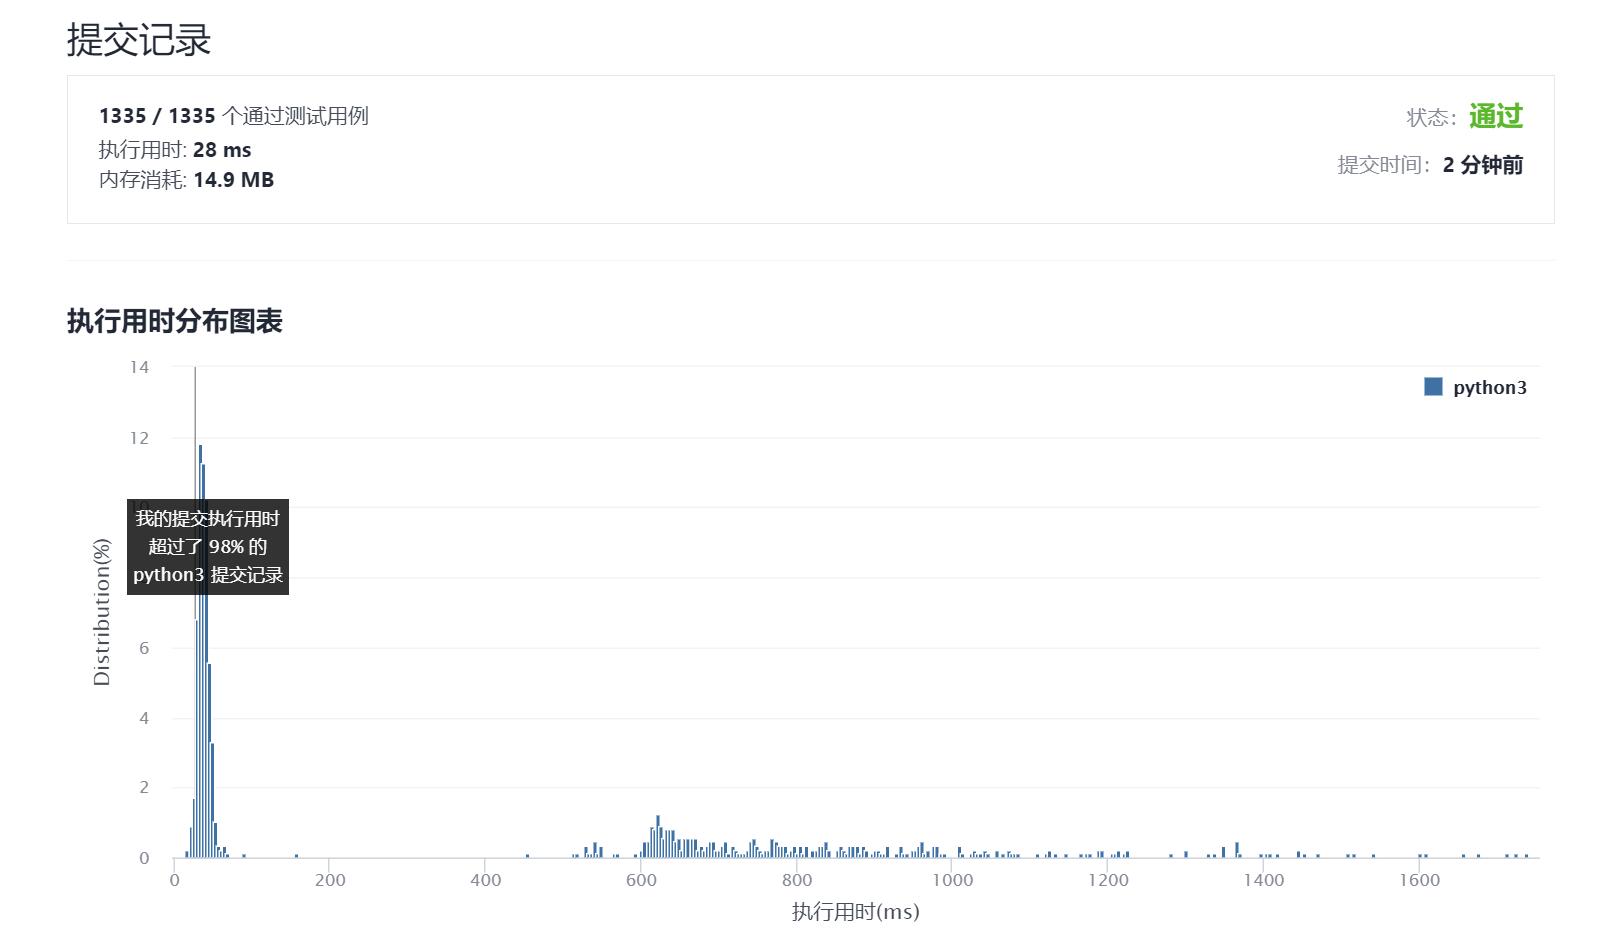 提交记录
1335 / 1335 个通过测试用例
状态：通过
执行用时: 28 ms
提交时间：2 分钟前
内存消耗: 14.9 MB
执行用时分布图表
14
python3
12
10
我的提交执行用时
超过了 98% 的
python3 提交记录
Distribution(%)
6
4
2
0
0 200 400 600 800 1000 1200 1400 1600
执行用时(ms)